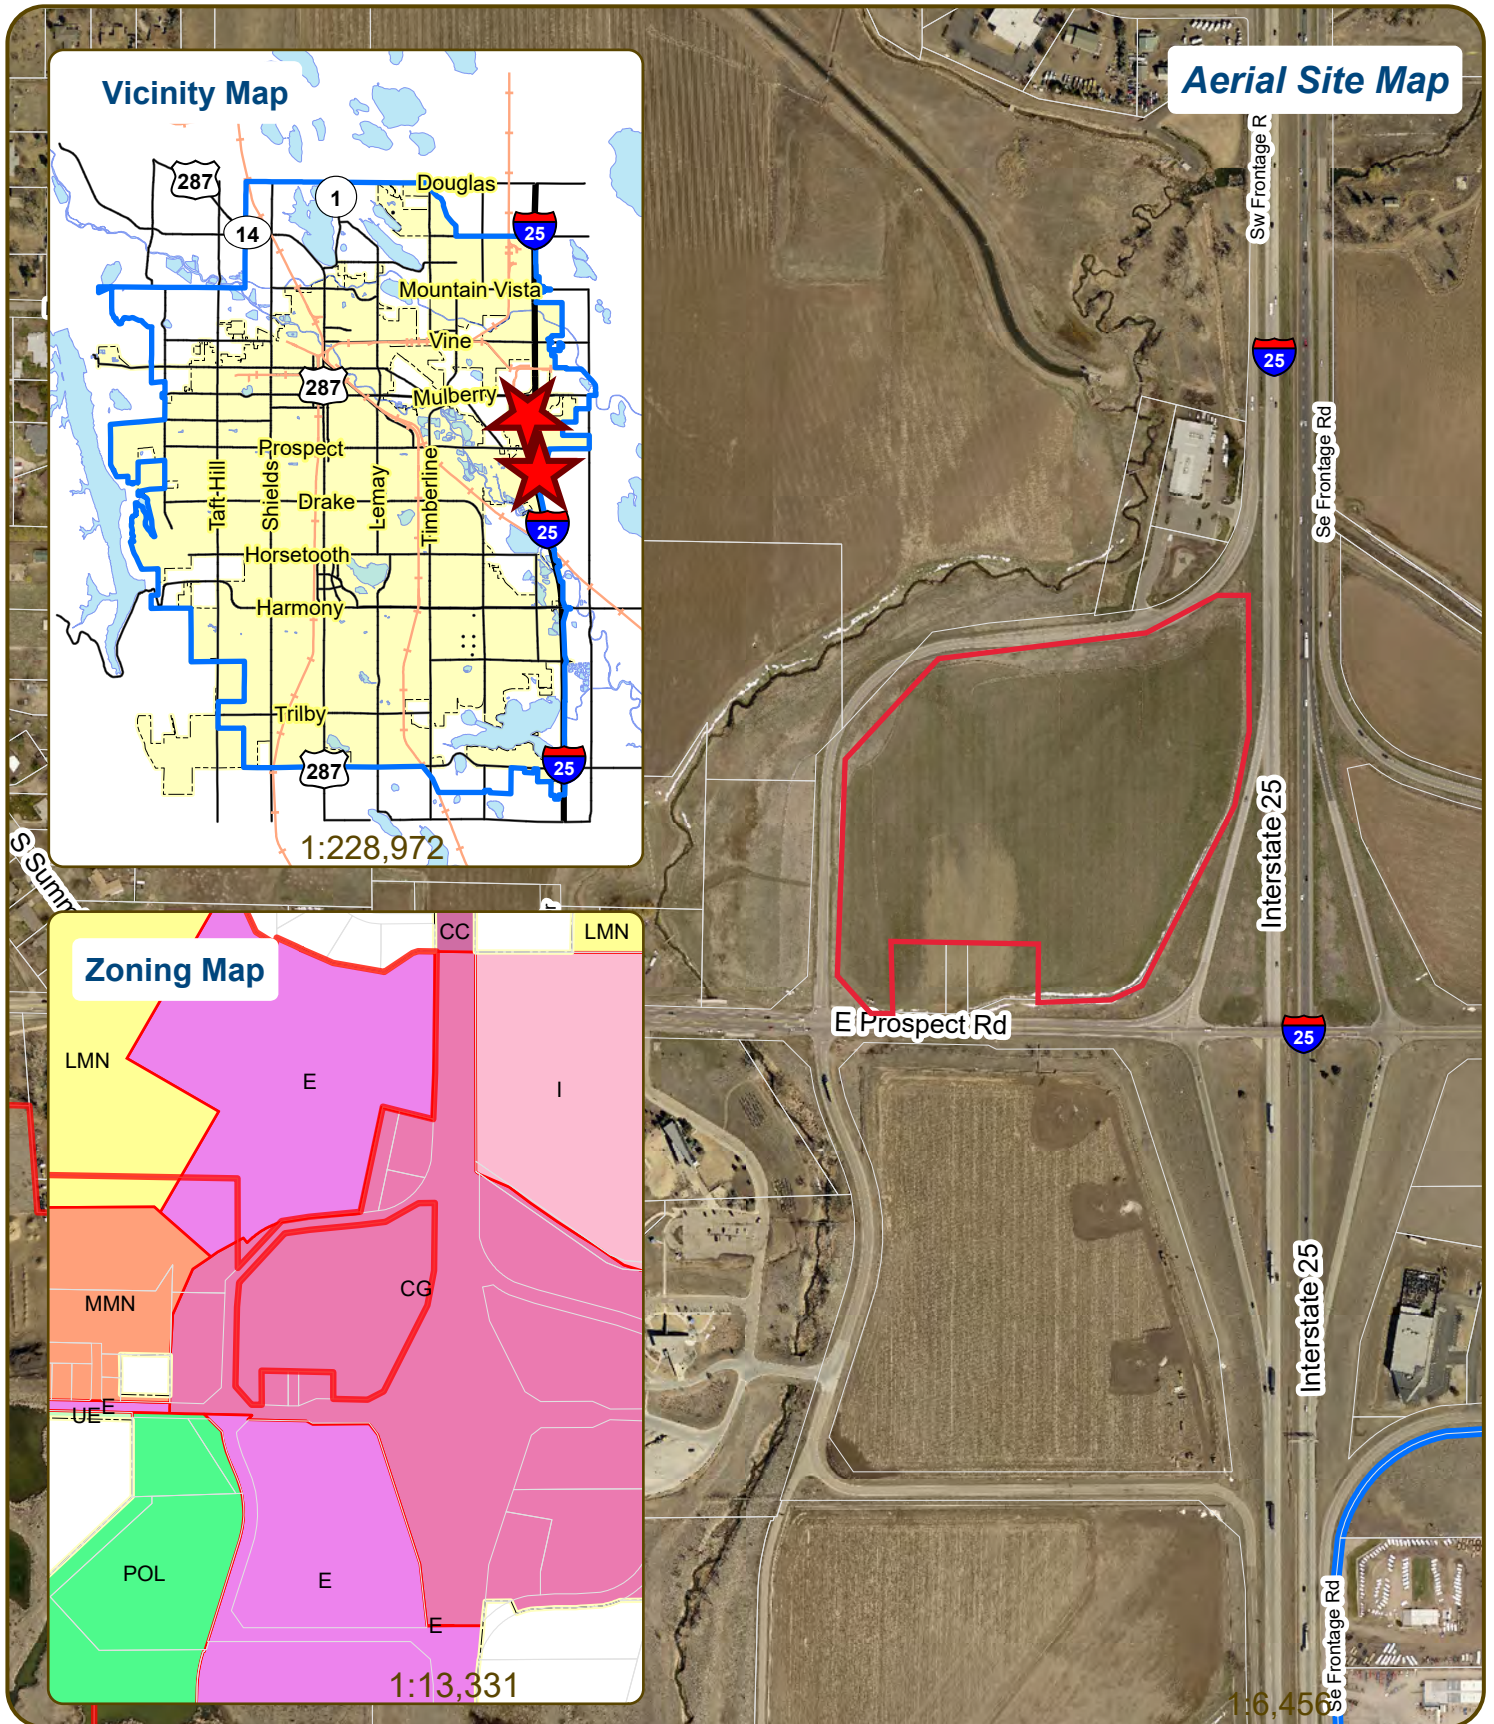 Aerial Site Map
Vicinity Map
287
1
Douglas
14
25
Mountain-Vista
Vine
287
Mulberry
Prospect
Taft-Hill
Shields
Drake
Lemay
Timberline
25
Horsetooth
Harmony
Trilby
287
25
1:228,972
Sw Frontage R
25
Se Frontage Rd
Interstate 25
E Prospect Rd
25
Interstate 25
Se Frontage Rd
1:6,456
S Summ
Zoning Map
CC
LMN
LMN
E
I
CG
MMN
E
UE
POL
E
E
1:13,331